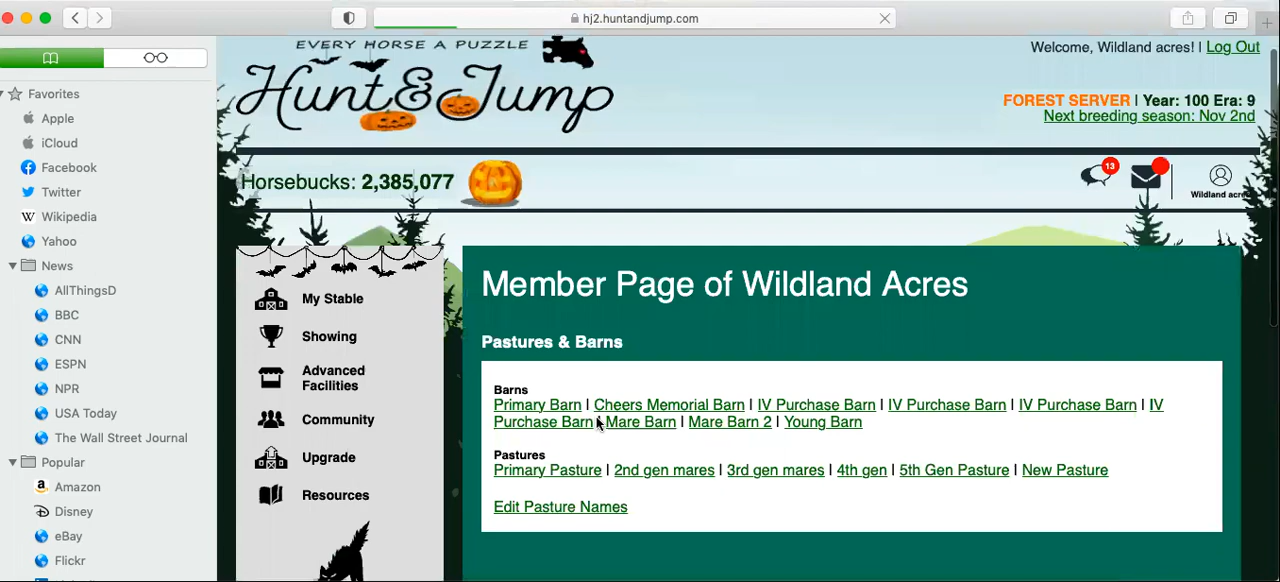 hj2.huntandjump.com
Favorites
Apple
iCloud
Facebook
Twitter
Wikipedia
Yahoo
News
AllThingsD
BBC
CNN
ESPN
NPR
USA Today
The Wall Street Journal
Popular
Amazon
Disney
eBay
Flickr
EVERY HORSE A PUZZLE
Hunt&Jump
Welcome, Wildland acres! | Log Out
FOREST SERVER | Year: 100 Era: 9
Next breeding season: Nov 2nd
Horsebucks: 2,385,077
13
Wildland acre
My Stable
Showing
Advanced
Facilities
Community
Upgrade
Resources
Member Page of Wildland Acres
Pastures & Barns
Barns
Primary Barn | Cheers Memorial Barn | IV Purchase Barn | IV Purchase Barn | IV Purchase Barn | IV
Purchase Barn Mare Barn | Mare Barn 2 | Young Barn
Pastures
Primary Pasture | 2nd gen mares | 3rd gen mares | 4th gen | 5th Gen Pasture | New Pasture
Edit Pasture Names